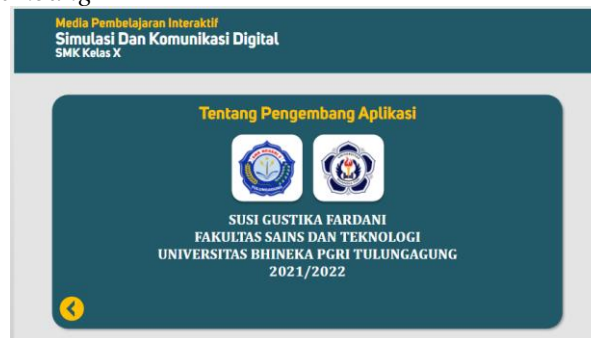 Media Pembelajaran Interaktif
Simulasi Dan Komunikasi Digital
SMK Kelas X
Tentang Pengembang Aplikasi
TULUNGAGUNG
SUSI GUSTIKA FARDANI
FAKULTAS SAINS DAN TEKNOLOGI
UNIVERSITAS BHINEKA PGRI TULUNGAGUNG
2021/2022